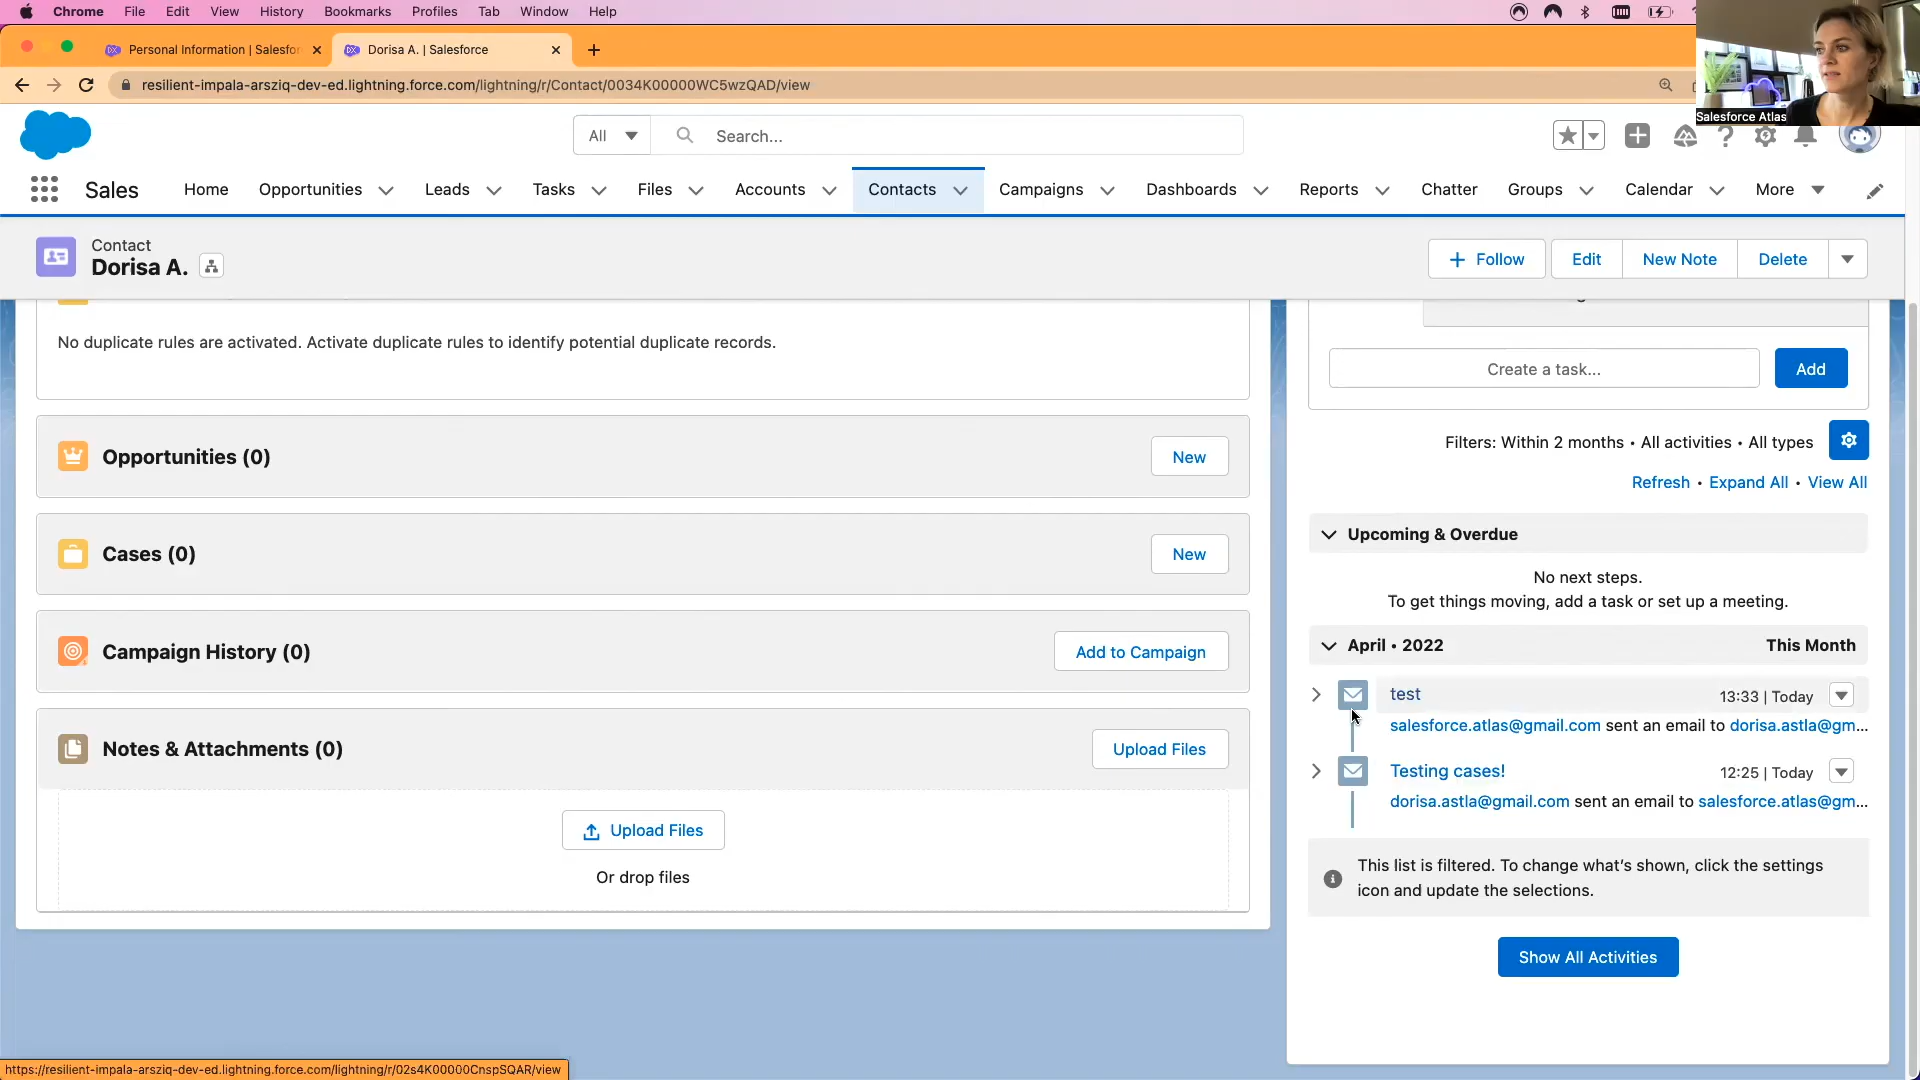 Chrome File Edit View History Bookmarks Profiles Tab Window Help
Personal Information | Salesfor
Dorisa A. | Salesforce
resilient-impala-arsziq-dev-ed.lightning.force.com/lightning/r/Contact/0034K00000WC5wzQAD/view
Salesforce Atlas
All
Search...
Sales
Home Opportunities Leads Tasks Files Accounts Contacts Campaigns Dashboards Reports Chatter Groups Calendar More
Contact
Dorisa A.
Follow
Edit
New Note
Delete
No duplicate rules are activated. Activate duplicate rules to identify potential duplicate records.
Opportunities (0)
New
Cases (0)
New
Campaign History (0)
Add to Campaign
Notes & Attachments (0)
Upload Files
Upload Files
Or drop files
Create a task...
Add
Filters: Within 2 months • All activities • All types
Refresh • Expand All • View All
Upcoming & Overdue
No next steps.
To get things moving, add a task or set up a meeting.
April • 2022
This Month
test
13:33 | Today
salesforce.atlas@gmail.com sent an email to dorisa.astla@gm...
Testing cases!
12:25 | Today
dorisa.astla@gmail.com sent an email to salesforce.atlas@gm...
This list is filtered. To change what's shown, click the settings
icon and update the selections.
Show All Activities
https://resilient-impala-arsziq-dev-ed.lightning.force.com/lightning/r/02s4K00000CnspSQAR/view